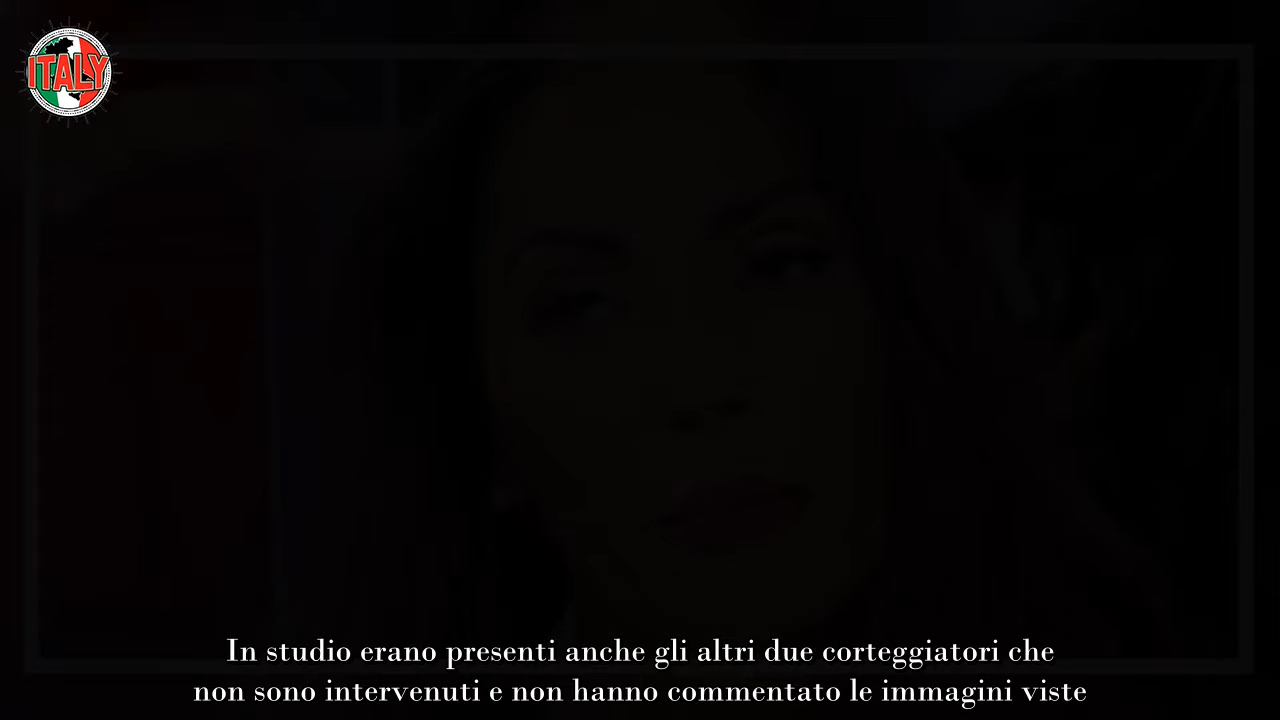 ITALY
In studio erano presenti anche gli altri due corteggiatori che
non sono intervenuti e non hanno commentato le immagini viste